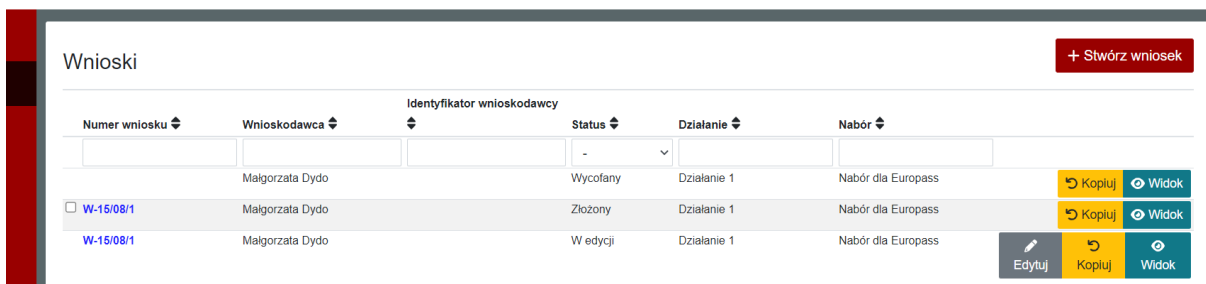 Wnioski
+ Stwórz wniosek
Identyfikator wnioskodawcy
Numer wniosku Wnioskodawca Status Działanie Nabór
-
Małgorzata Dydo Wycofany Działanie 1 Nabór dla Europass Kopiuj Widok
W-15/08/1 Małgorzata Dydo Złożony Działanie 1 Nabór dla Europass Kopiuj Widok
W-15/08/1 Małgorzata Dydo W edycji Działanie 1 Nabór dla Europass Edytuj Kopiuj Widok